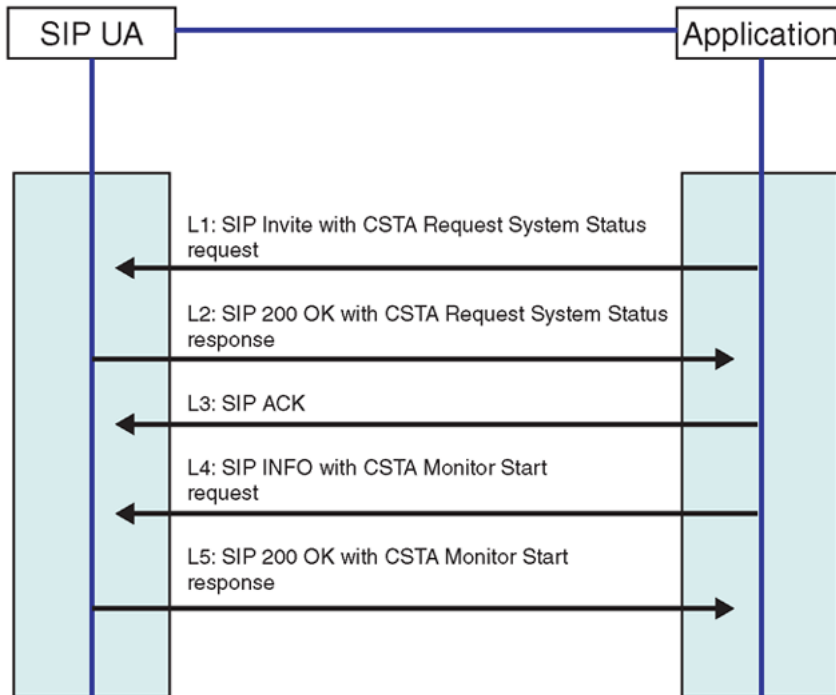 SIP UA
Application
L1: SIP Invite with CSTA Request System Status
request
L2: SIP 200 OK with CSTA Request System Status
response
L3: SIP ACK
L4: SIP INFO with CSTA Monitor Start
request
L5: SIP 200 OK with CSTA Monitor Start
response